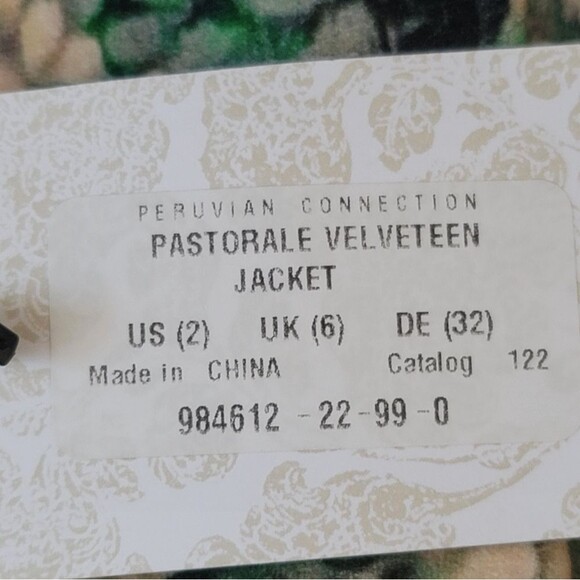 PERUVIAN CONNECTION
PASTORALE VELVETEEN
JACKET
US (2) UK (6) DE (32)
Made in CHINA Catalog 122
984612 -22-99-0